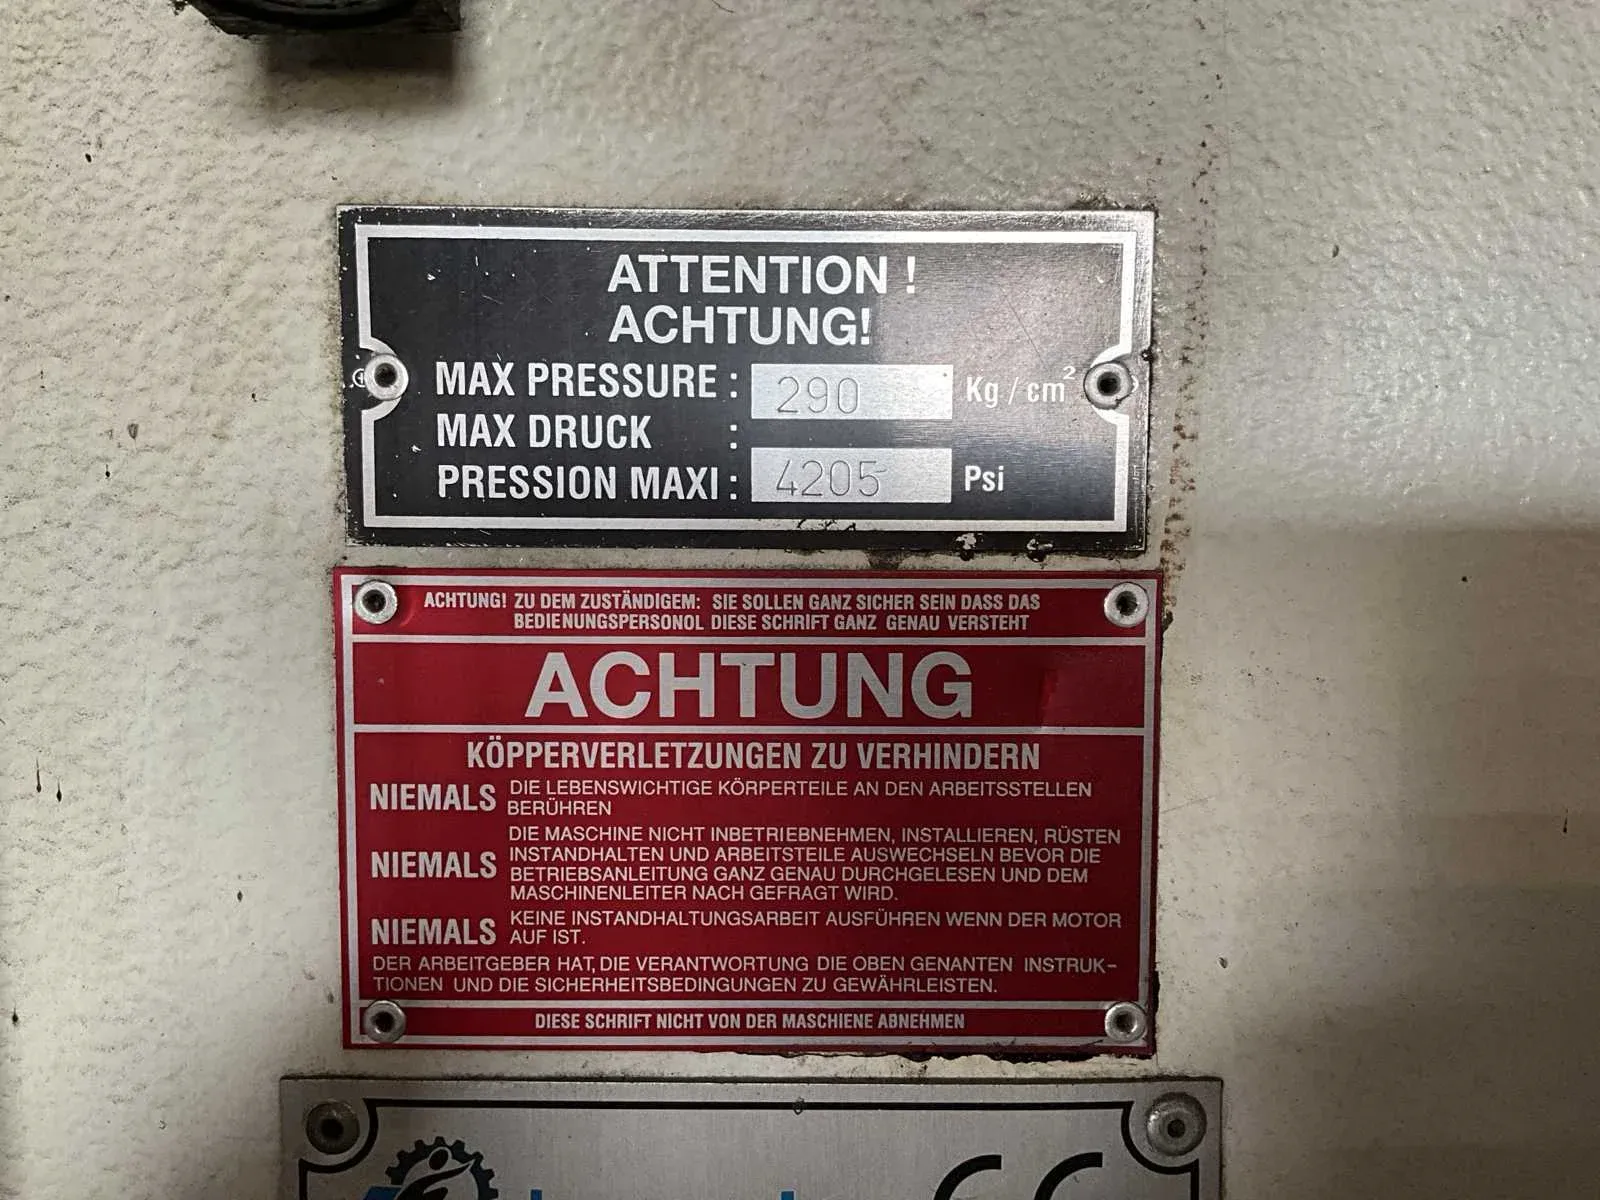 ATTENTION !
ACHTUNG!
MAX PRESSURE : 290 Kg / cm²
MAX DRUCK :
PRESSION MAXI : 4205 Psi
ACHTUNG! ZU DEM ZUSTÄNDIGEM: SIE SOLLEN GANZ SICHER SEIN DASS DAS
BEDIENUNGSPERSONOL DIESE SCHRIFT GANZ GENAU VERSTEHT
ACHTUNG
KÖPPERVERLETZUNGEN ZU VERHINDERN
NIEMALS DIE LEBENSWICHTIGE KÖRPERTEILE AN DEN ARBEITSSTELLEN
BERÜHREN
DIE MASCHINE NICHT INBETRIEBNEHMEN, INSTALLIEREN, RÜSTEN
NIEMALS INSTANDHALTEN UND ARBEITSTEILE AUSWECHSELN BEVOR DIE
BETRIEBSANLEITUNG GANZ GENAU DURCHGELESEN UND DEM
MASCHINENLEITER NACH GEFRAGT WIRD.
NIEMALS KEINE INSTANDHALTUNGSARBEIT AUSFÜHREN WENN DER MOTOR
AUF IST.
DER ARBEITGEBER HAT, DIE VERANTWORTUNG DIE OBEN GENANTEN INSTRUK-
TIONEN UND DIE SICHERHEITSBEDINGUNGEN ZU GEWÄHRLEISTEN.
DIESE SCHRIFT NICHT VON DER MASCHIENE ABNEHMEN
CE